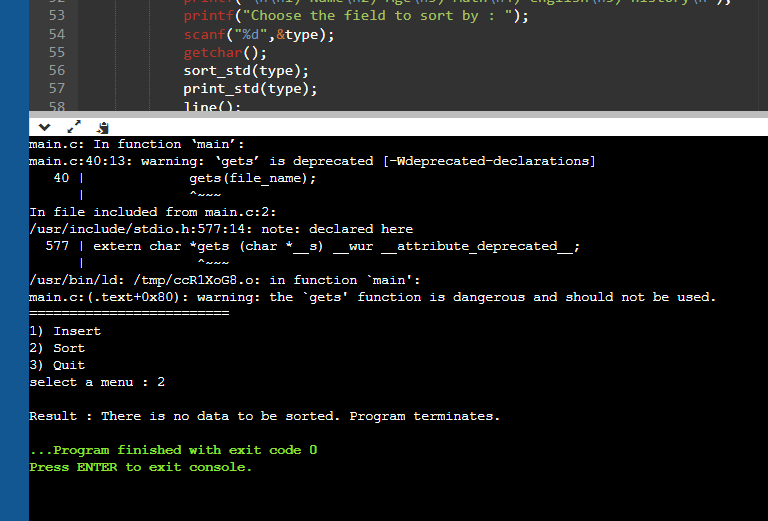 53 printf("Choose the field to sort by : ");
54 scanf("%d",&type);
55 getchar();
56 sort_std(type);
57 print_std(type);
58 line();
main.c: In function ‘main’:
main.c:40:13: warning: ‘gets’ is deprecated [-Wdeprecated-declarations]
40 | gets(file_name);
| ^~~~
In file included from main.c:2:
/usr/include/stdio.h:577:14: note: declared here
577 | extern char *gets (char *__s) __wur __attribute_deprecated__;
| ^~~~
/usr/bin/ld: /tmp/ccR1XoG8.o: in function `main':
main.c:(.text+0x80): warning: the `gets' function is dangerous and should not be used.
=========================
1) Insert
2) Sort
3) Quit
select a menu : 2
Result : There is no data to be sorted. Program terminates.
...Program finished with exit code 0
Press ENTER to exit console.